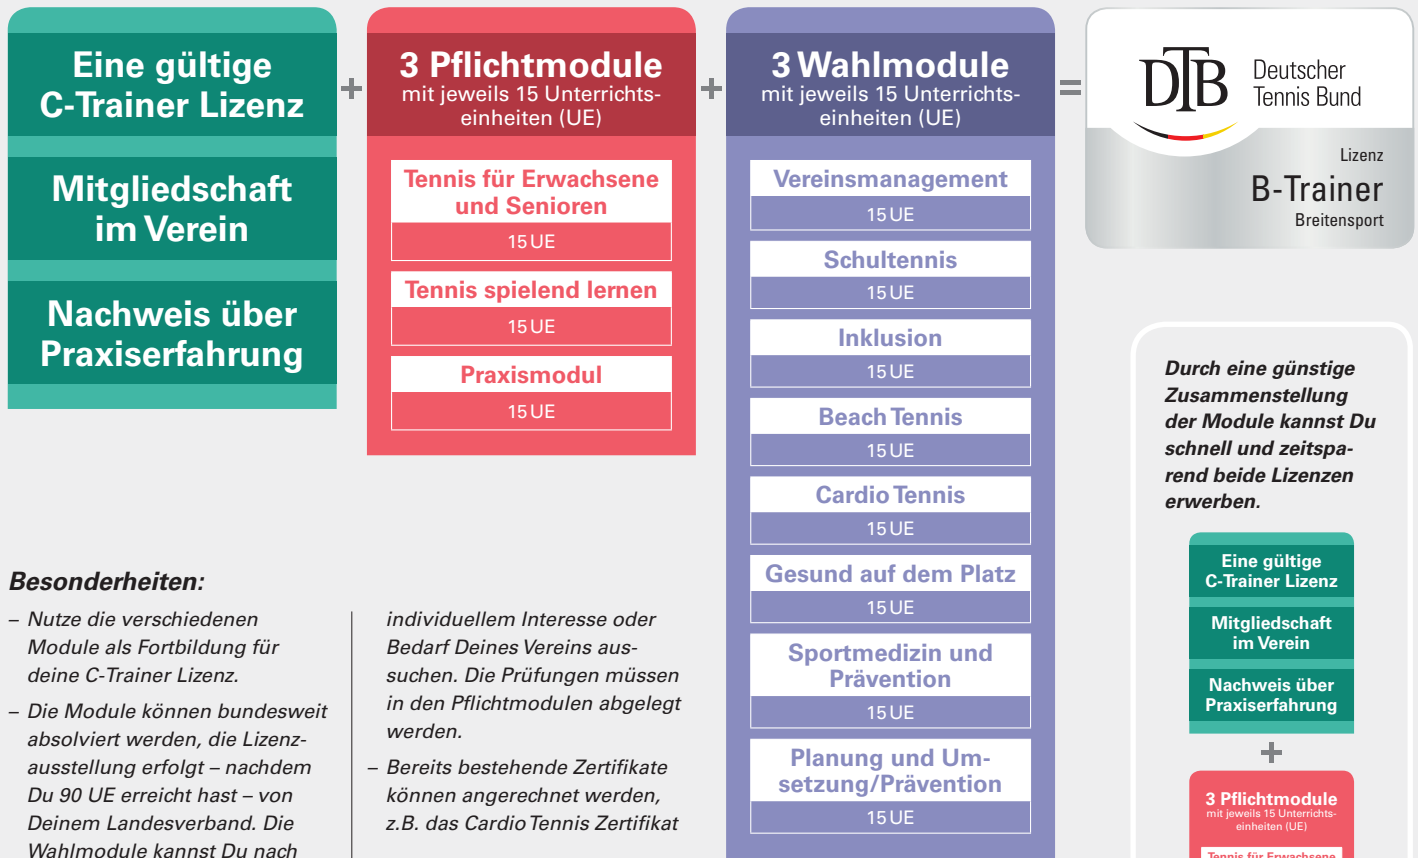 Eine gültige
C-Trainer Lizenz
Mitgliedschaft
im Verein
Nachweis über
Praxiserfahrung
+
3 Pflichtmodule
mit jeweils 15 Unterrichts-
einheiten (UE)
Tennis für Erwachsene
und Senioren
15 UE
Tennis spielend lernen
15 UE
Praxismodul
15 UE
+
3 Wahlmodule
mit jeweils 15 Unterrichts-
einheiten (UE)
Vereinsmanagement
15 UE
Schultennis
15 UE
Inklusion
15 UE
Beach Tennis
15 UE
Cardio Tennis
15 UE
Gesund auf dem Platz
15 UE
Sportmedizin und
Prävention
15 UE
Planung und Um-
setzung/Prävention
15 UE
=
DTB
Deutscher
Tennis Bund
Lizenz
B-Trainer
Breitensport
Besonderheiten:
– Nutze die verschiedenen
Module als Fortbildung für
deine C-Trainer Lizenz.
– Die Module können bundesweit
absolviert werden, die Lizenz-
ausstellung erfolgt – nachdem
Du 90 UE erreicht hast – von
Deinem Landesverband. Die
Wahlmodule kannst Du nach
individuellem Interesse oder
Bedarf Deines Vereins aus-
suchen. Die Prüfungen müssen
in den Pflichtmodulen abgelegt
werden.
– Bereits bestehende Zertifikate
können angerechnet werden,
z.B. das Cardio Tennis Zertifikat
Durch eine günstige
Zusammenstellung
der Module kannst Du
schnell und zeitspa-
rend beide Lizenzen
erwerben.
Eine gültige
C-Trainer Lizenz
Mitgliedschaft
im Verein
Nachweis über
Praxiserfahrung
+
3 Pflichtmodule
mit jeweils 15 Unterrichts-
einheiten (UE)
Tennis für Erwachsene